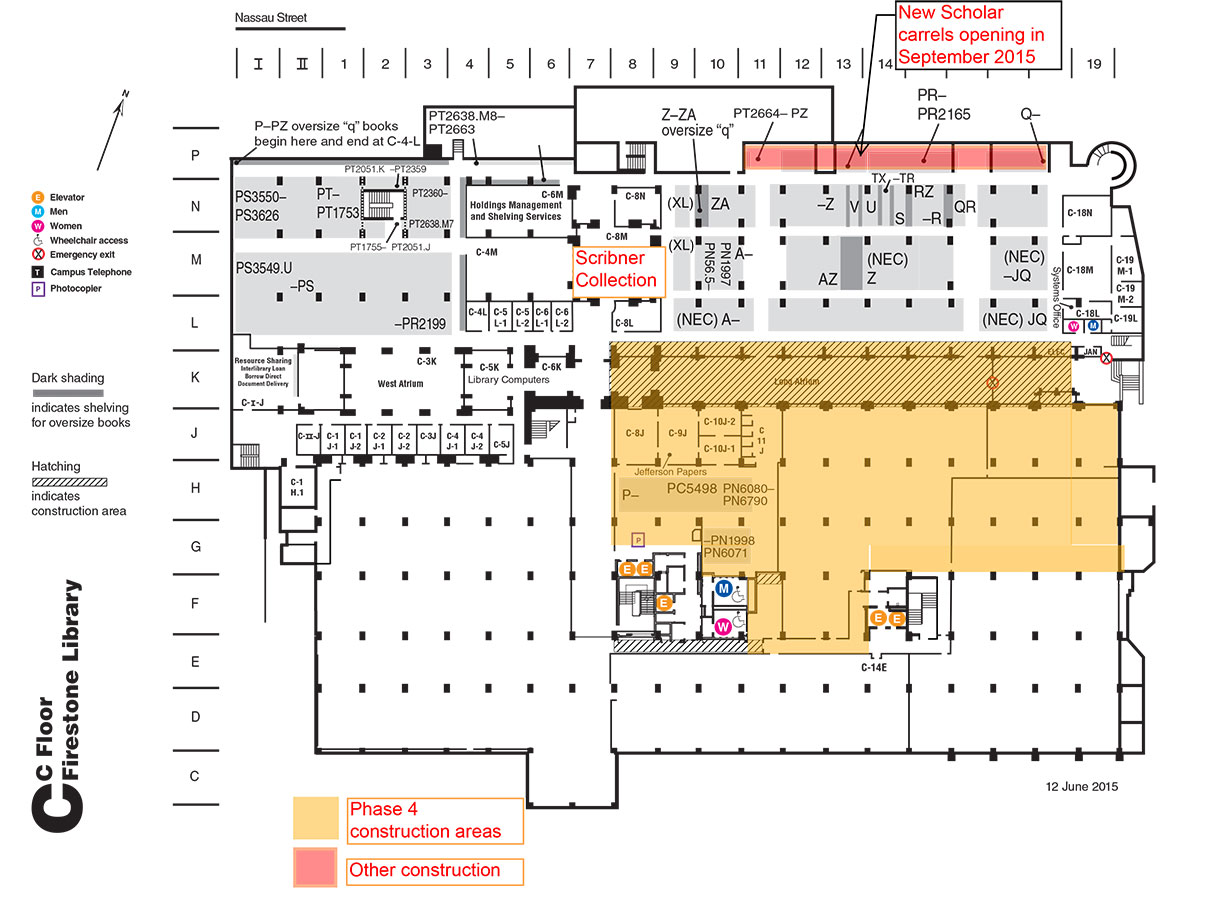 Nassau Street
New Scholar
carrels opening in
September 2015
I II 1 2 3 4 5 6 7 8 9 10 11 12 13 14 19
N
P–PZ oversize “q” books
begin here and end at C-4-L
PT2638.M8–
PT2663
Z–ZA
oversize “q”
PT2664– PZ
PR–
PR2165
Q–
P
N
M
L
K
J
H
G
F
E
D
C
E Elevator
M Men
W Women
Wheelchair access
Emergency exit
T Campus Telephone
P Photocopier
PT2051.K –PT2359
PS3550–
PS3626
PT–
PT1753
PT2360–
PT2638.M7
PT1755– PT2051.J
C-6M
Holdings Management
and Shelving Services
C-8N
C-8M
C-4M
Scribner
Collection
(XL)
ZA
(XL)
PN56.5–
PN1997
A–
TX –TR
–Z
V
U
S
RZ
–R
QR
AZ
(NEC)
Z
(NEC)
–JQ
C-18N
C-18M
C-19
M-1
C-19
M-2
C-18L
C-19L
Systems Office
W
M
PS3549.U
–PS
–PR2199
C-4L
C-5
L-1
C-5
L-2
C-6
L-1
C-6
L-2
C-8L
(NEC) A–
(NEC) JQ
Dark shading
indicates shelving
for oversize books
Hatching
indicates
construction area
Resource Sharing
Interlibrary Loan
Borrow Direct
Document Delivery
C-I-J
C-3K
West Atrium
C-5K
Library Computers
C-6K
Long Atrium
ELEC
JAN
C-II-J
C-1
J-1
C-1
J-2
C-2
J-1
C-2
J-2
C-3J
C-4
J-1
C-4
J-2
C-5J
C-8J
C-9J
C-10J-2
C-10J-1
C
11
J
Jefferson Papers
C-1
H.1
P–
PC5498
PN6080–
PN6790
P
–PN1998
PN6071
E E
E
M
W
E E
C-14E
C C Floor
Firestone Library
12 June 2015
Phase 4
construction areas
Other construction